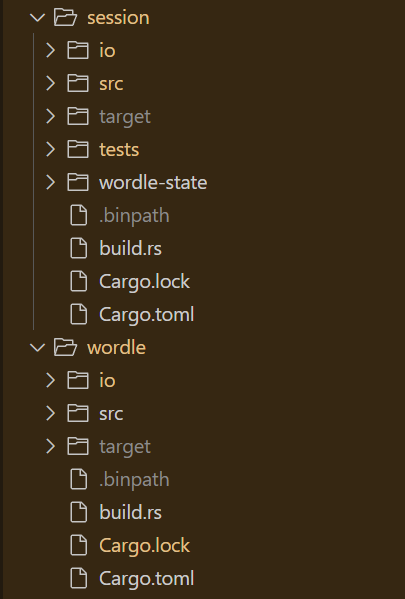 session
io
src
target
tests
wordle-state
.binpath
build.rs
Cargo.lock
Cargo.toml
wordle
io
src
target
.binpath
build.rs
Cargo.lock
Cargo.toml